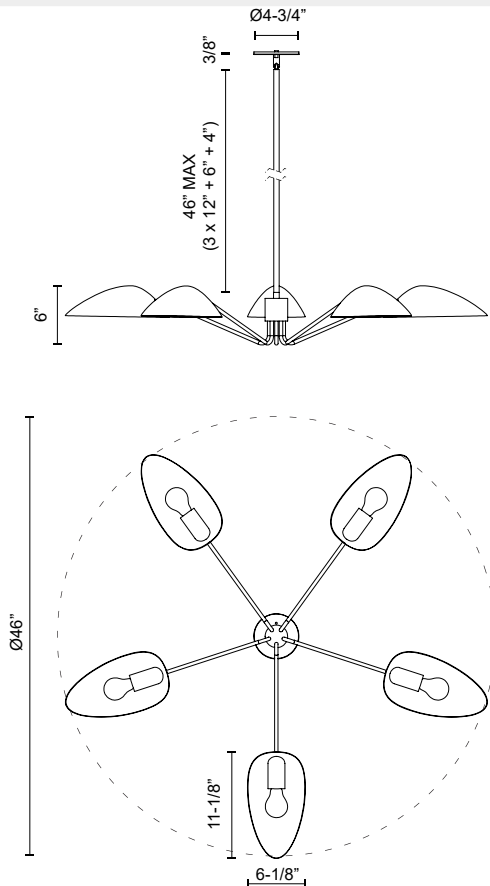 Ø4-3/4”
3/8”
46” MAX
(3 x 12” + 6” + 4”)
6”
Ø46”
11-1/8”
6-1/8”